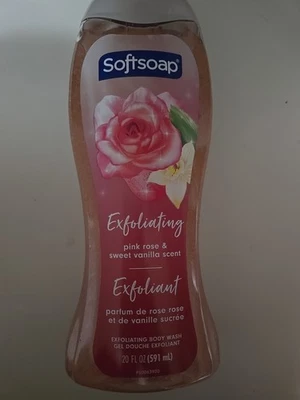 Softsoap®
Exfoliating
pink rose &
sweet vanilla scent
Exfoliant
parfum de rose rose
et de vanille sucrée
EXFOLIATING BODY WASH
GEL DOUCHE EXFOLIANT
20 FL OZ (591 mL)